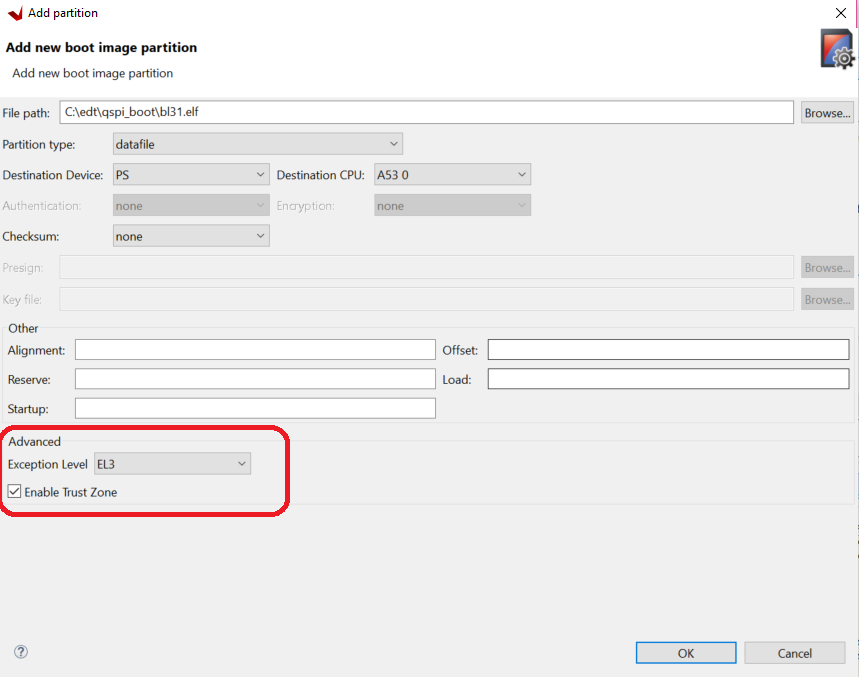 Add partition
Add new boot image partition
Add new boot image partition
File path: C:\edt\qspi_boot\bl31.elf Browse...
Partition type: datafile
Destination Device: PS Destination CPU: A53 0
Authentication: none Encryption: none
Checksum: none
Presign: Browse...
Key file: Browse...
Other
Alignment: Offset:
Reserve: Load:
Startup:
Advanced
Exception Level EL3
Enable Trust Zone
? OK Cancel